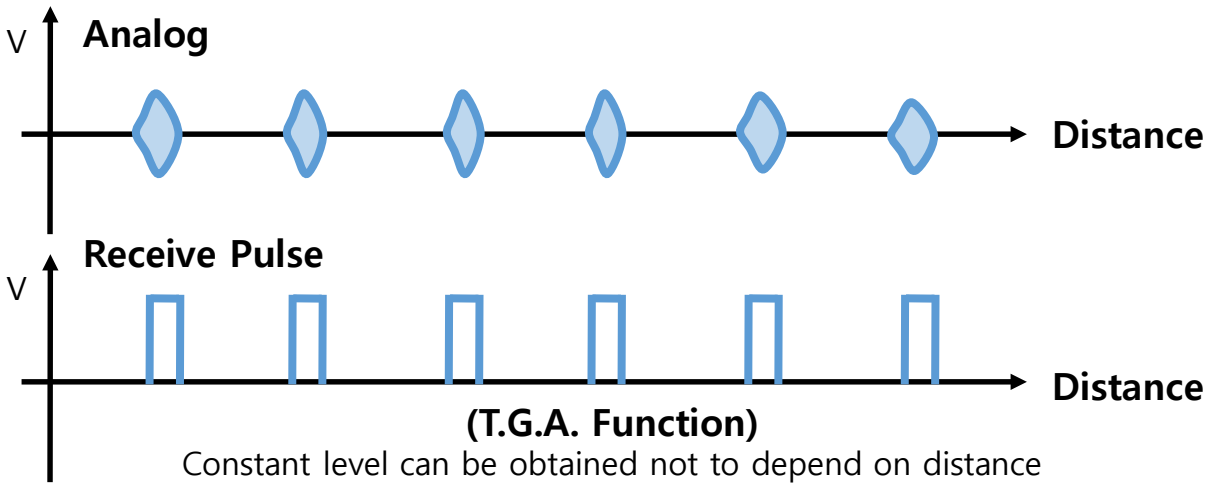 V
Analog
Distance
Receive Pulse
V
Distance
(T.G.A. Function)
Constant level can be obtained not to depend on distance